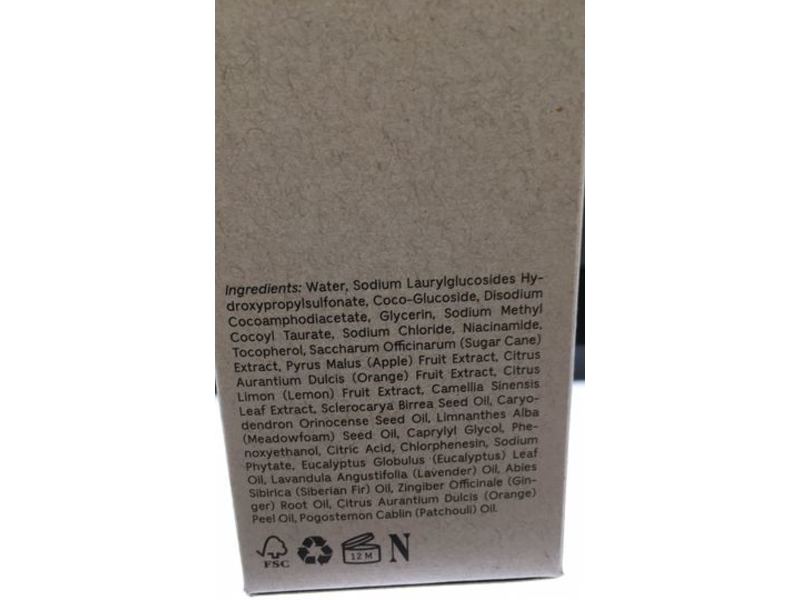 Ingredients: Water, Sodium Laurylglucosides Hy-
droxypropylsulfonate, Coco-Glucoside, Disodium
Cocoamphodiacetate, Glycerin, Sodium Methyl
Cocoyl Taurate, Sodium Chloride, Niacinamide,
Tocopherol, Saccharum Officinarum (Sugar Cane)
Extract, Pyrus Malus (Apple) Fruit Extract, Citrus
Aurantium Dulcis (Orange) Fruit Extract, Citrus
Limon (Lemon) Fruit Extract, Camellia Sinensis
Leaf Extract, Sclerocarya Birrea Seed Oil, Caryo-
dendron Orinocense Seed Oil, Limnanthes Alba
(Meadowfoam) Seed Oil, Caprylyl Glycol, Phe-
noxyethanol, Citric Acid, Chlorphenesin, Sodium
Phytate, Eucalyptus Globulus (Eucalyptus) Leaf
Oil, Lavandula Angustifolia (Lavender) Oil, Abies
Sibirica (Siberian Fir) Oil, Zingiber Officinale (Gin-
ger) Root Oil, Citrus Aurantium Dulcis (Orange)
Peel Oil, Pogostemon Cablin (Patchouli) Oil.
FSC 12 M N